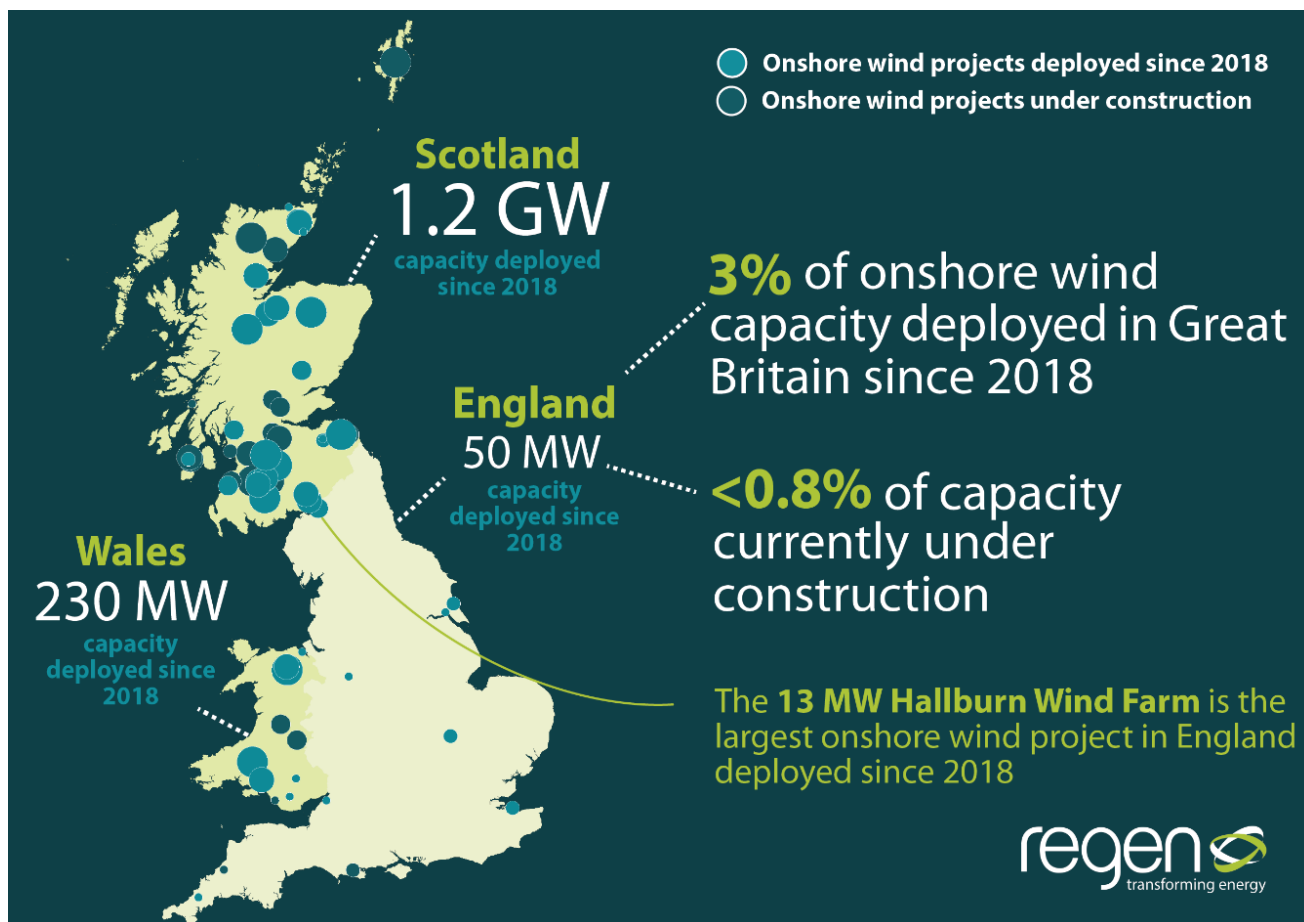 Onshore wind projects deployed since 2018
Onshore wind projects under construction
Scotland
1.2 GW
capacity deployed
since 2018
3% of onshore wind
capacity deployed in Great
Britain since 2018
England
50 MW
capacity
deployed since
2018
<0.8% of capacity
currently under
construction
Wales
230 MW
capacity
deployed since
2018
The 13 MW Hallburn Wind Farm is the
largest onshore wind project in England
deployed since 2018
regen
transforming energy